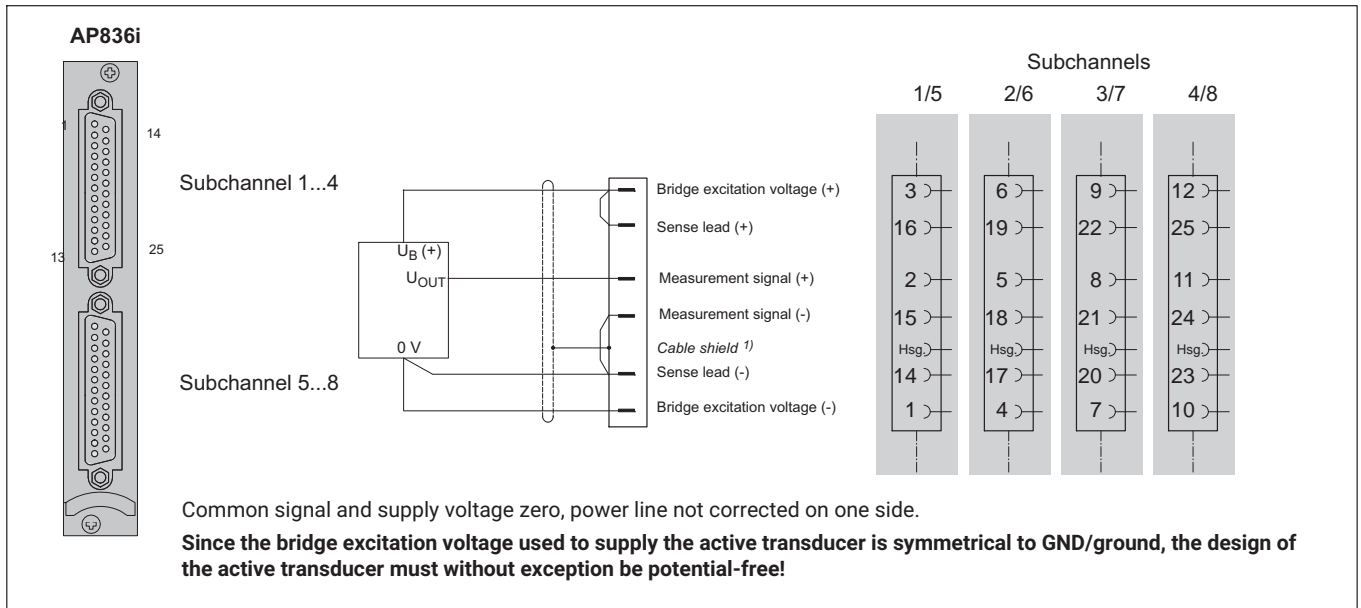 AP836i
1
14
13
25
Subchannel 1...4
Subchannel 5...8
UB (+)
UOUT
0 V
Bridge excitation voltage (+)
Sense lead (+)
Measurement signal (+)
Measurement signal (-)
Cable shield 1)
Sense lead (-)
Bridge excitation voltage (-)
Subchannels
1/5 2/6 3/7 4/8
3 6 9 12
16 19 22 25
2 5 8 11
15 18 21 24
Hsg. Hsg. Hsg. Hsg.
14 17 20 23
1 4 7 10
Common signal and supply voltage zero, power line not corrected on one side.
Since the bridge excitation voltage used to supply the active transducer is symmetrical to GND/ground, the design of
the active transducer must without exception be potential-free!